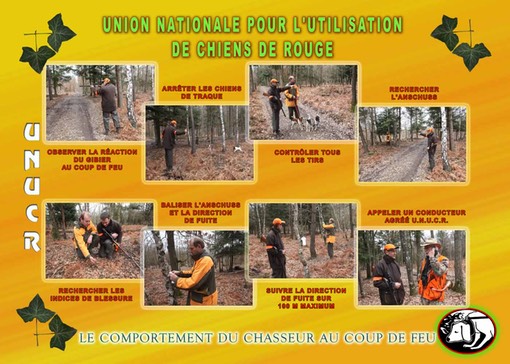 UNION NATIONALE POUR L'UTILISATION
DE CHIENS DE ROUGE
UNUCR
ARRÊTER LES CHIENS
DE TRAQUE
RECHERCHER
L'ANSCHUSS
OBSERVER LA RÉACTION
DU GIBIER
AU COUP DE FEU
CONTRÔLER TOUS
LES TIRS
BALISER L'ANSCHUSS
ET LA DIRECTION
DE FUITE
APPELER UN CONDUCTEUR
AGRÉÉ U.N.U.C.R.
RECHERCHER LES
INDICES DE BLESSURE
SUIVRE LA DIRECTION
DE FUITE SUR
100 M MAXIMUM
LE COMPORTEMENT DU CHASSEUR AU COUP DE FEU